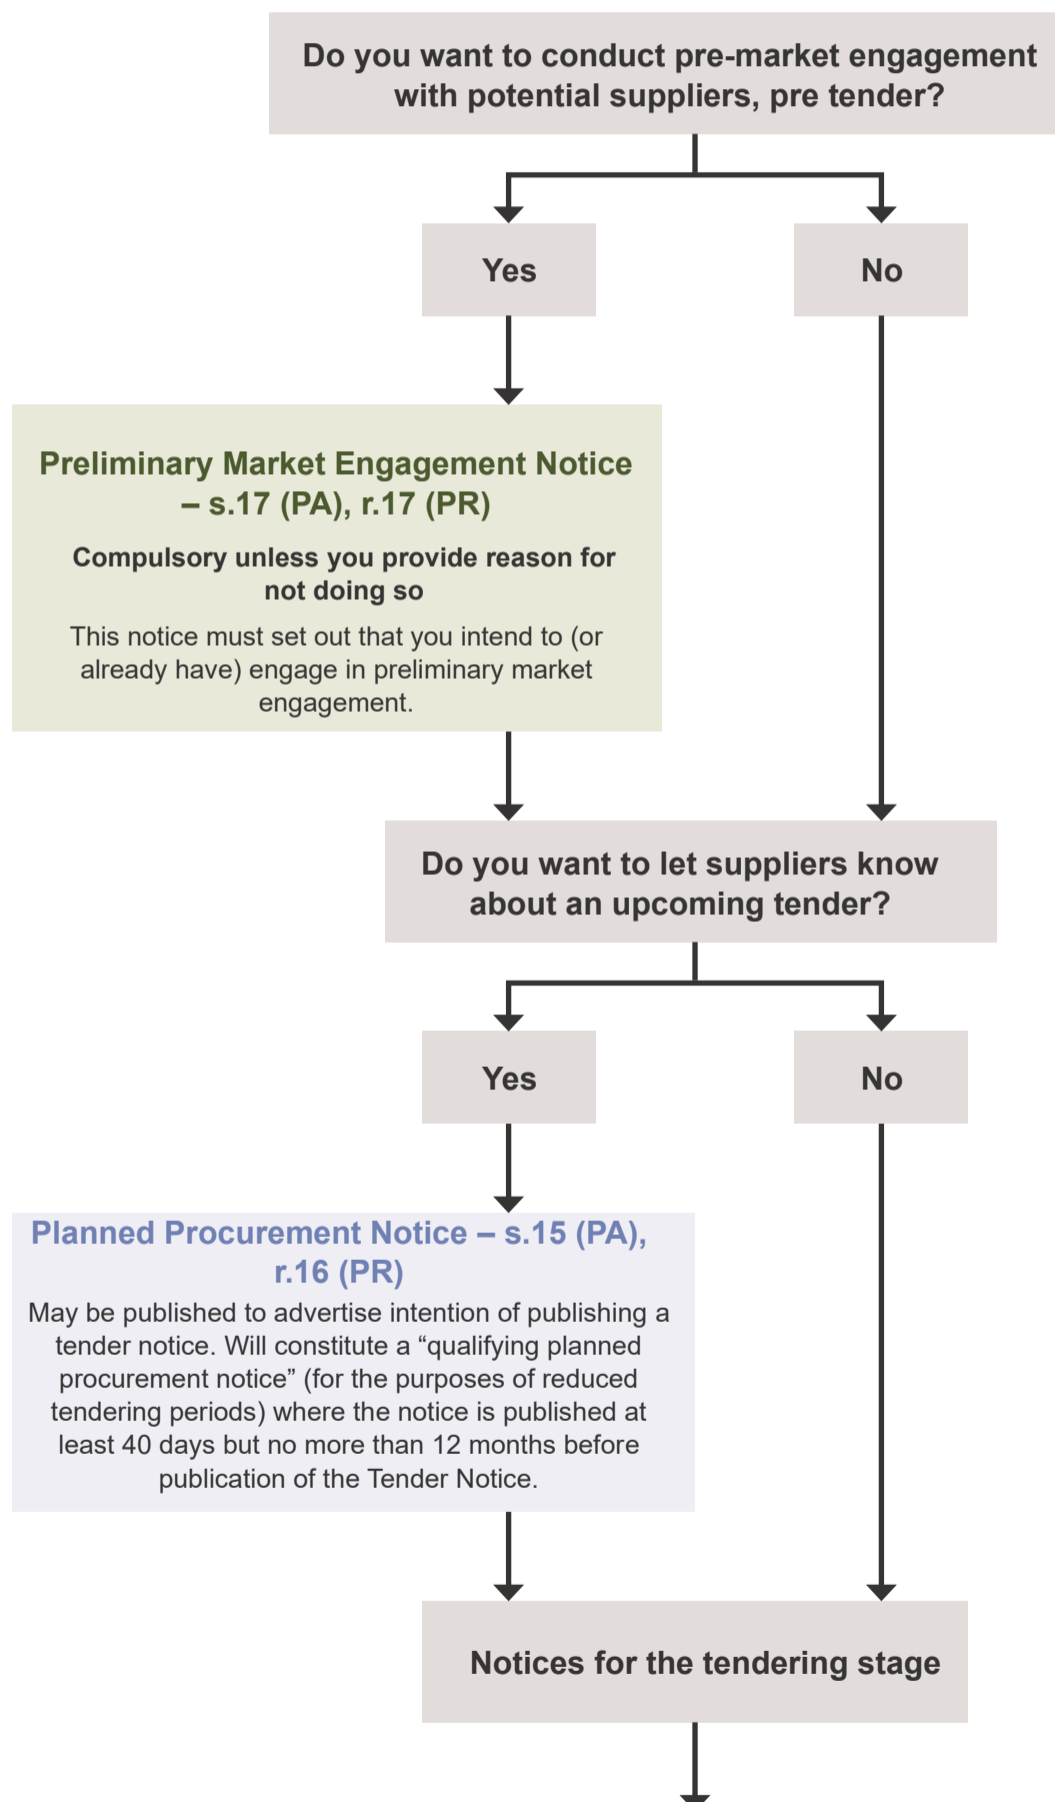 Do you want to conduct pre-market engagement
with potential suppliers, pre tender?
Yes
No
Preliminary Market Engagement Notice
– s.17 (PA), r.17 (PR)
Compulsory unless you provide reason for
not doing so
This notice must set out that you intend to (or
already have) engage in preliminary market
engagement.
Do you want to let suppliers know
about an upcoming tender?
Yes
No
Planned Procurement Notice – s.15 (PA),
r.16 (PR)
May be published to advertise intention of publishing a
tender notice. Will constitute a “qualifying planned
procurement notice” (for the purposes of reduced
tendering periods) where the notice is published at
least 40 days but no more than 12 months before
publication of the Tender Notice.
Notices for the tendering stage